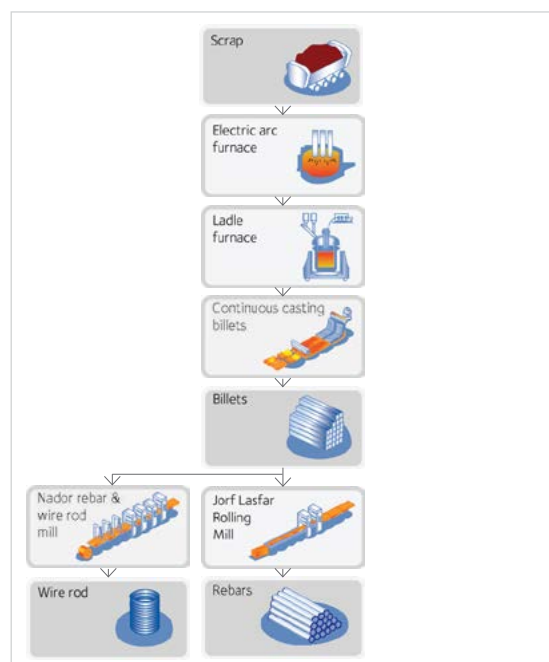 Scrap
Electric arc
furnace
Ladle
furnace
Continuous casting
billets
Billets
Nador rebar &
wire rod
mill
Jorf Lasfar
Rolling
Mill
Wire rod
Rebars